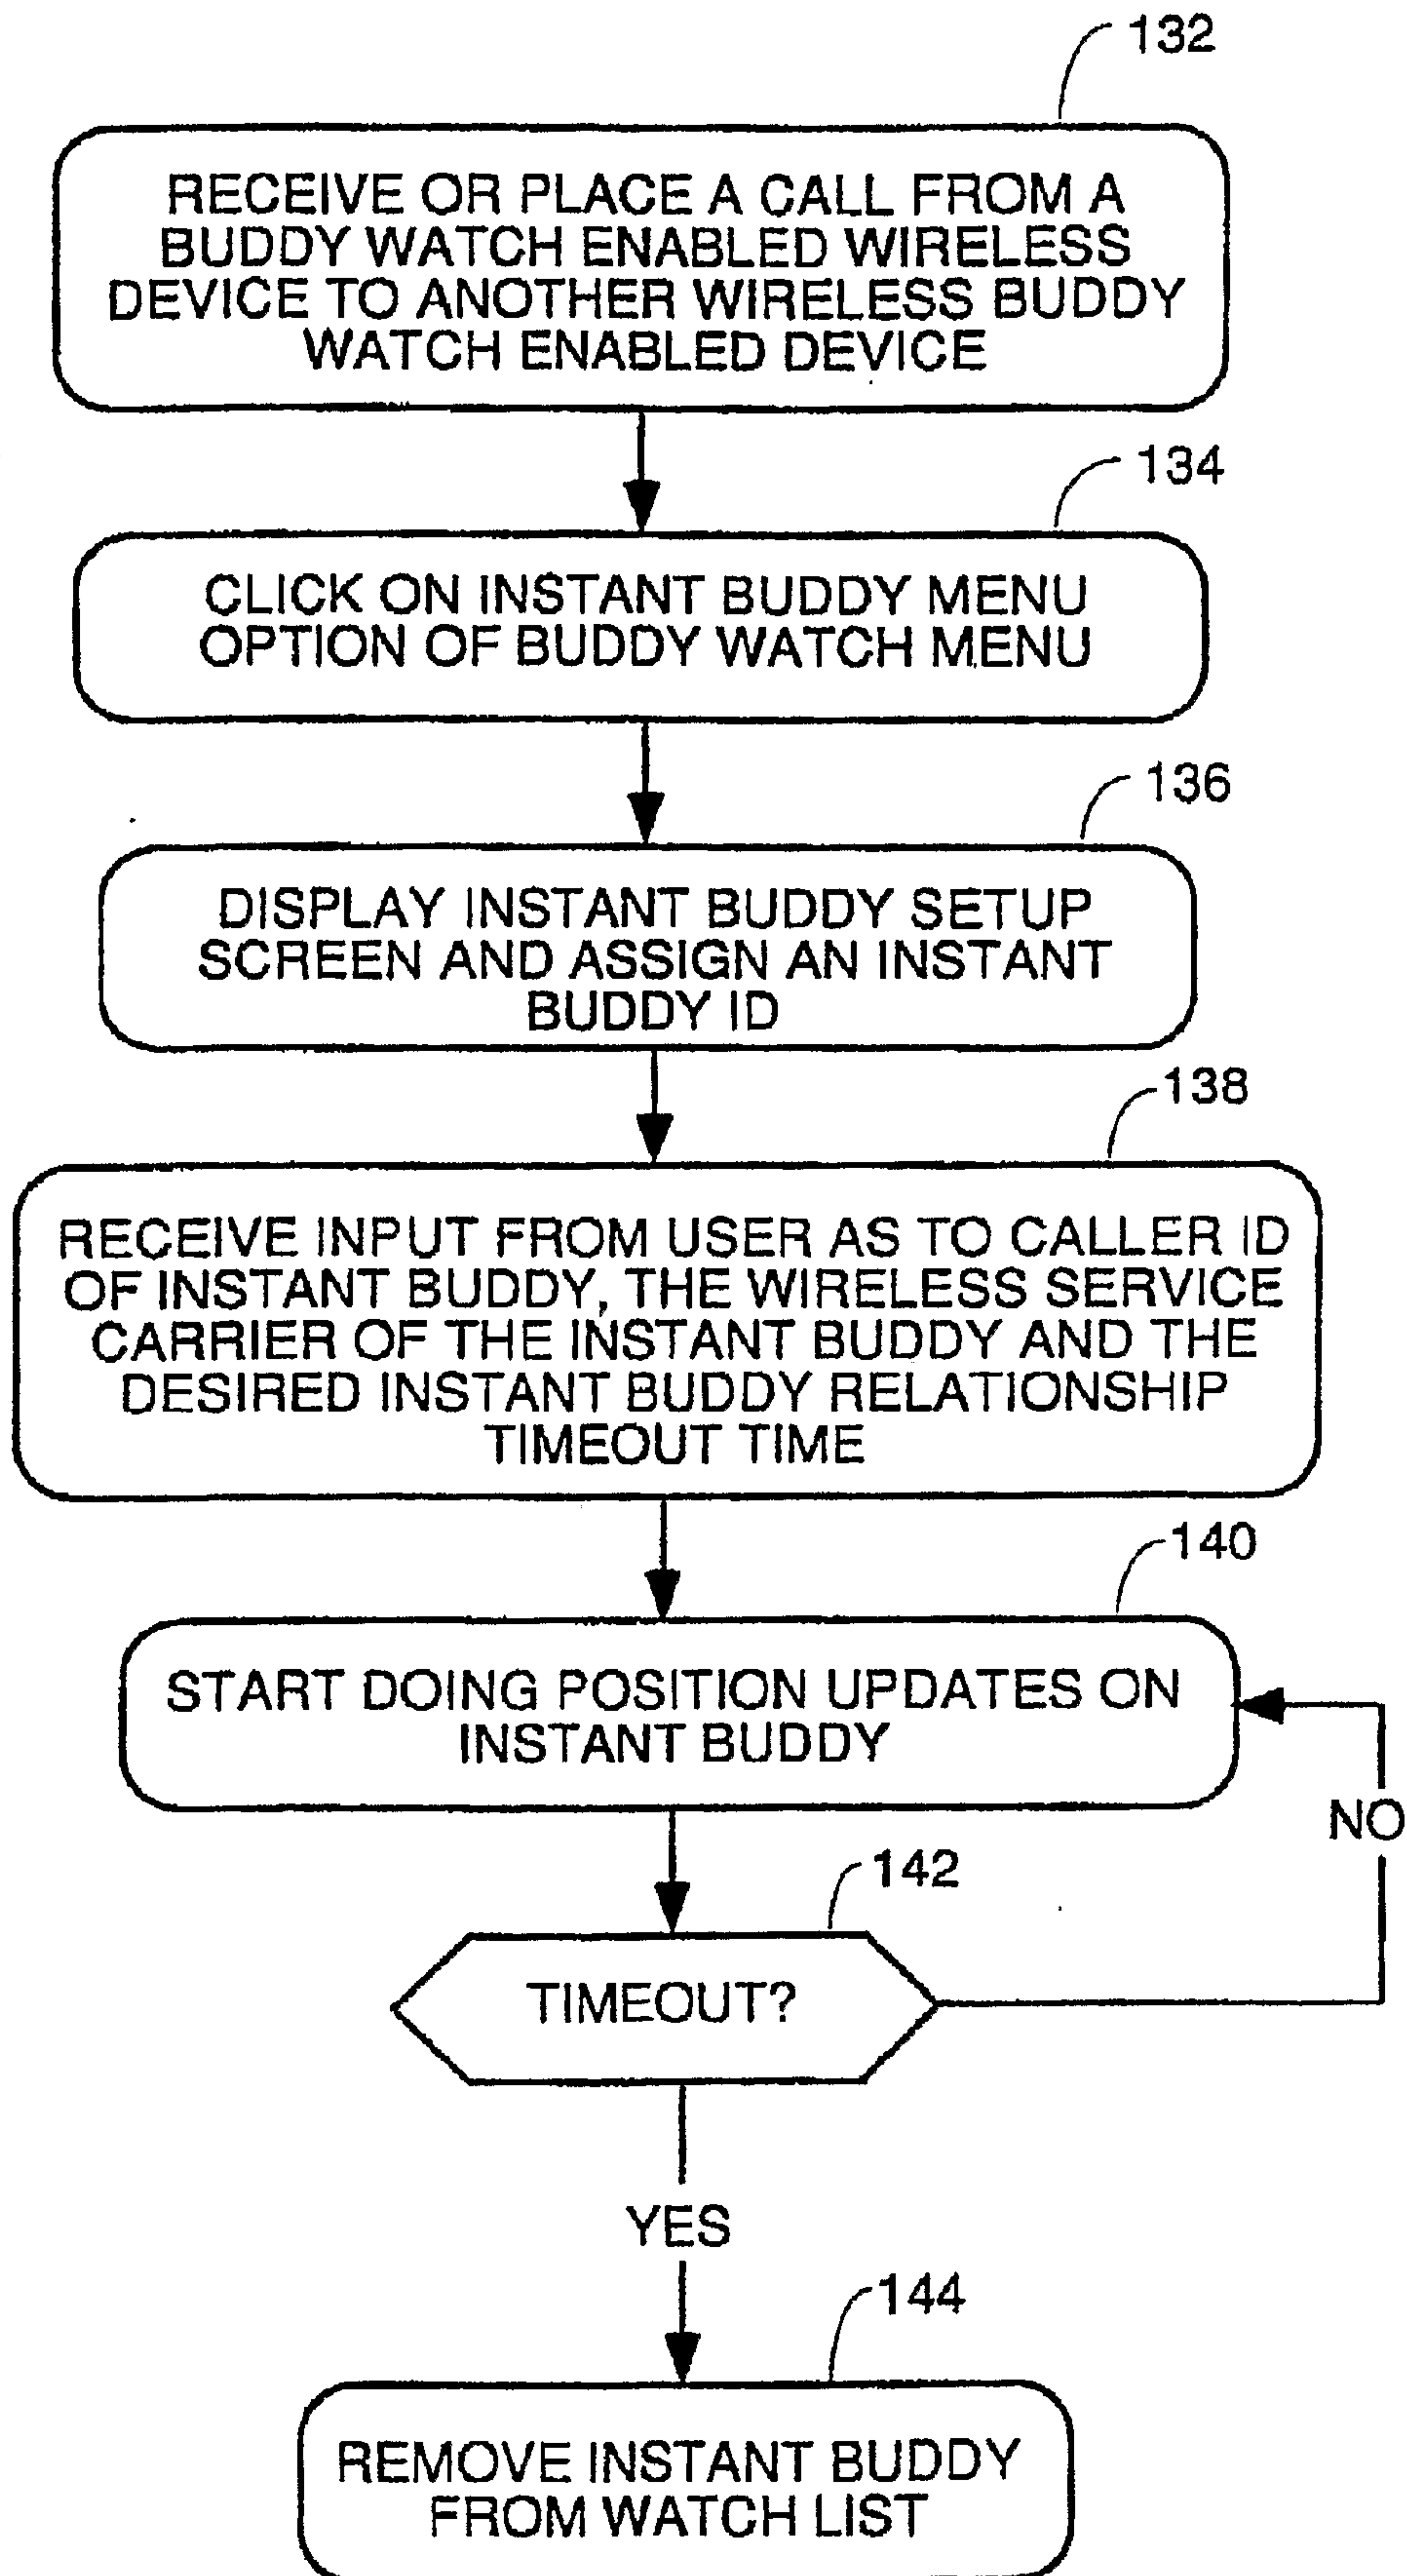 132
RECEIVE OR PLACE A CALL FROM A
BUDDY WATCH ENABLED WIRELESS
DEVICE TO ANOTHER WIRELESS BUDDY
WATCH ENABLED DEVICE
134
CLICK ON INSTANT BUDDY MENU
OPTION OF BUDDY WATCH MENU
136
DISPLAY INSTANT BUDDY SETUP
SCREEN AND ASSIGN AN INSTANT
BUDDY ID
138
RECEIVE INPUT FROM USER AS TO CALLER ID
OF INSTANT BUDDY, THE WIRELESS SERVICE
CARRIER OF THE INSTANT BUDDY AND THE
DESIRED INSTANT BUDDY RELATIONSHIP
TIMEOUT TIME
140
START DOING POSITION UPDATES ON
INSTANT BUDDY
NO
142
TIMEOUT?
YES
144
REMOVE INSTANT BUDDY
FROM WATCH LIST